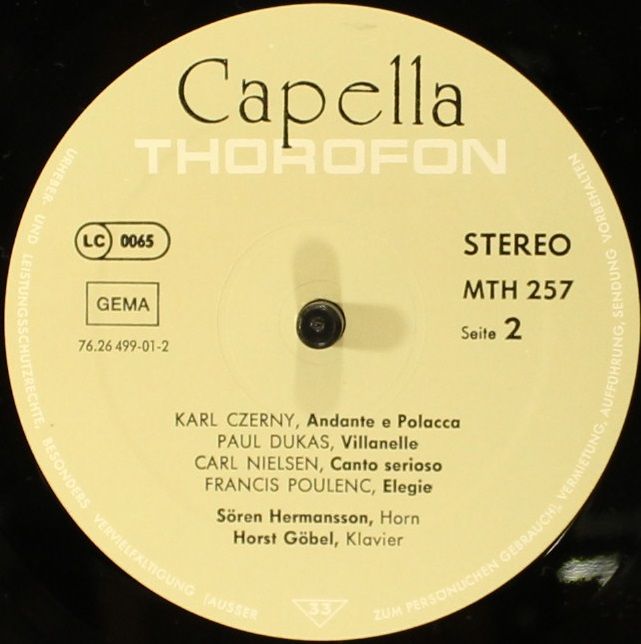 Capella
THOROFON
LC 0065
STEREO
GEMA
MTH 257
76.26 499-01-2
Seite 2
KARL CZERNY, Andante e Polacca
PAUL DUKAS, Villanelle
CARL NIELSEN, Canto serioso
FRANCIS POULENC, Elegie
Sören Hermansson, Horn
Horst Göbel, Klavier
URHEBER- UND LEISTUNGSSCHUTZRECHTE, BESONDERS VERVIELFÄLTIGUNG (AUSSER
33
ZUM PERSÖNLICHEN GEBRAUCH), VERMIETUNG, AUFFÜHRUNG, SENDUNG VORBEHALTEN